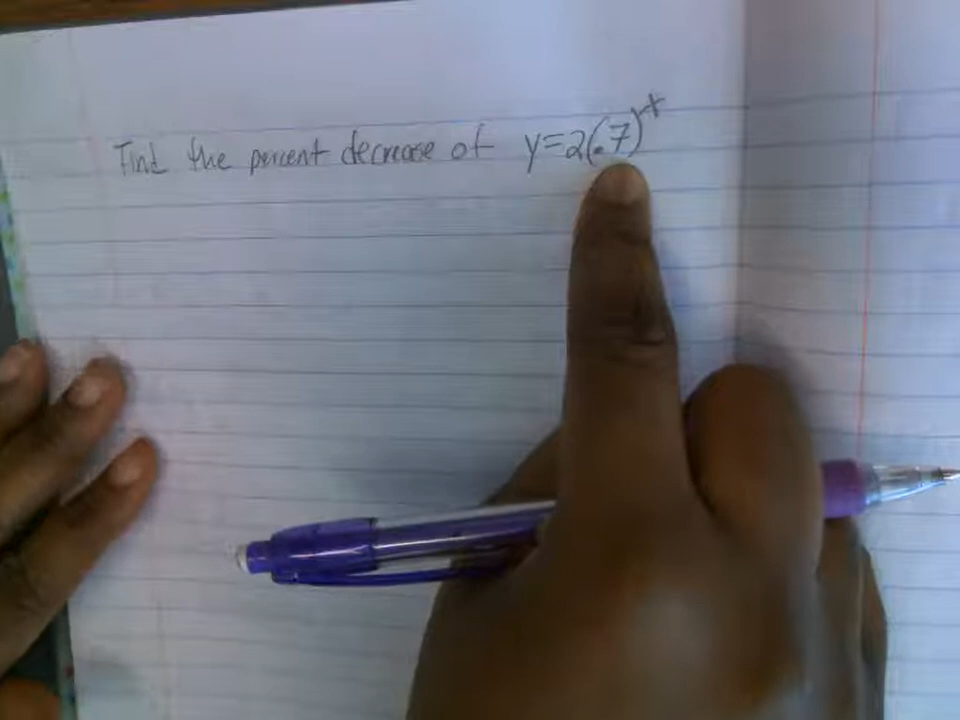 Find the percent decrease of y=2(.7)^x